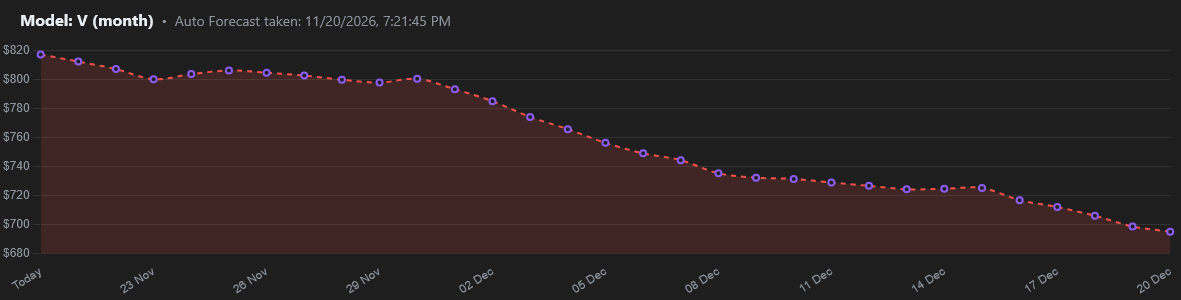 Model: V (month) • Auto Forecast taken: 11/20/2026, 7:21:45 PM
$820
$800
$780
$760
$740
$720
$700
$680
Today
23 Nov
26 Nov
29 Nov
02 Dec
05 Dec
08 Dec
11 Dec
14 Dec
17 Dec
20 Dec